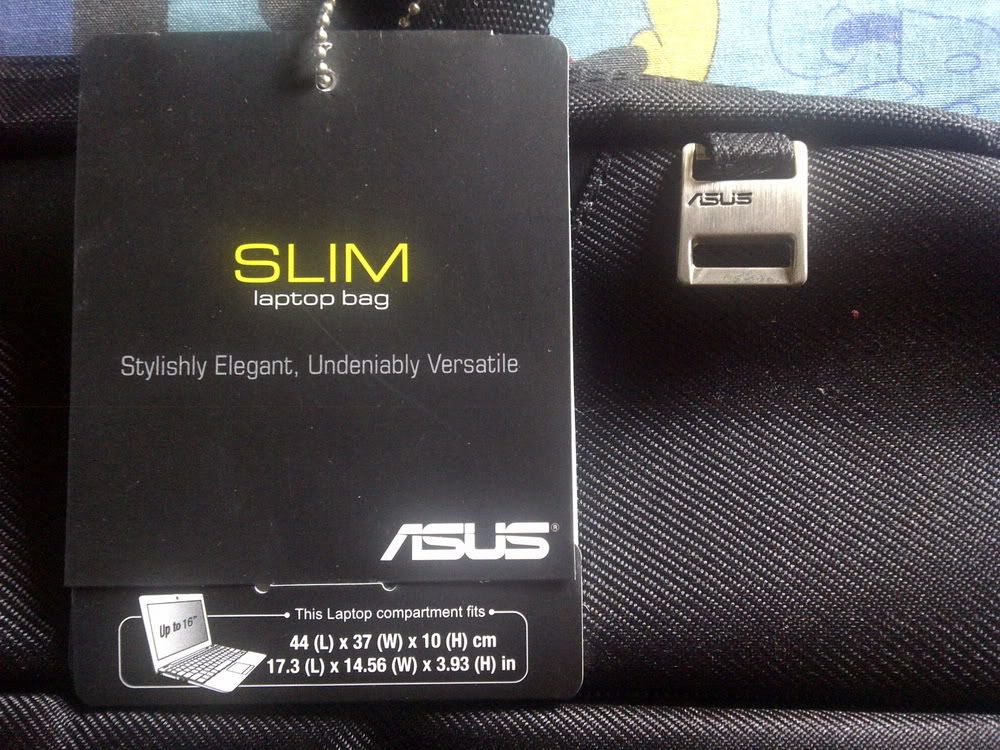 SLIM
laptop bag
Stylishly Elegant, Undeniably Versatile
ASUS®
Up to 16"
This Laptop compartment fits
44 (L) x 37 (W) x 10 (H) cm
17.3 (L) x 14.56 (W) x 3.93 (H) in
ASUS